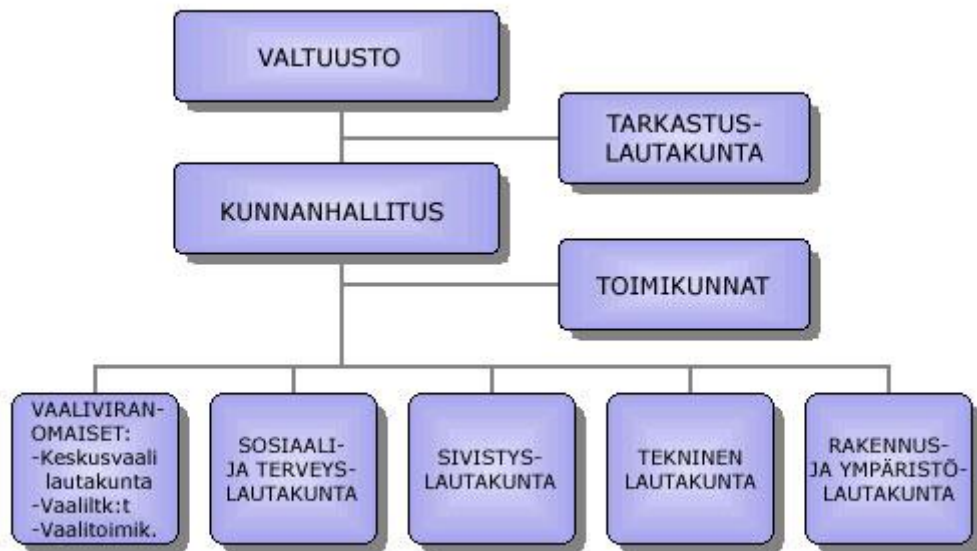 VALTUUSTO
TARKASTUS-
LAUTAKUNTA
KUNNANHALLITUS
TOIMIKUNNAT
VAALIVIRAN-
OMAISET:
-Keskusvaali
lautakunta
-Vaaliltk:t
-Vaalitoimik.
SOSIAALI-
JA TERVEYS-
LAUTAKUNTA
SIVISTYS-
LAUTAKUNTA
TEKNINEN
LAUTAKUNTA
RAKENNUS-
JA YMPÄRISTÖ-
LAUTAKUNTA